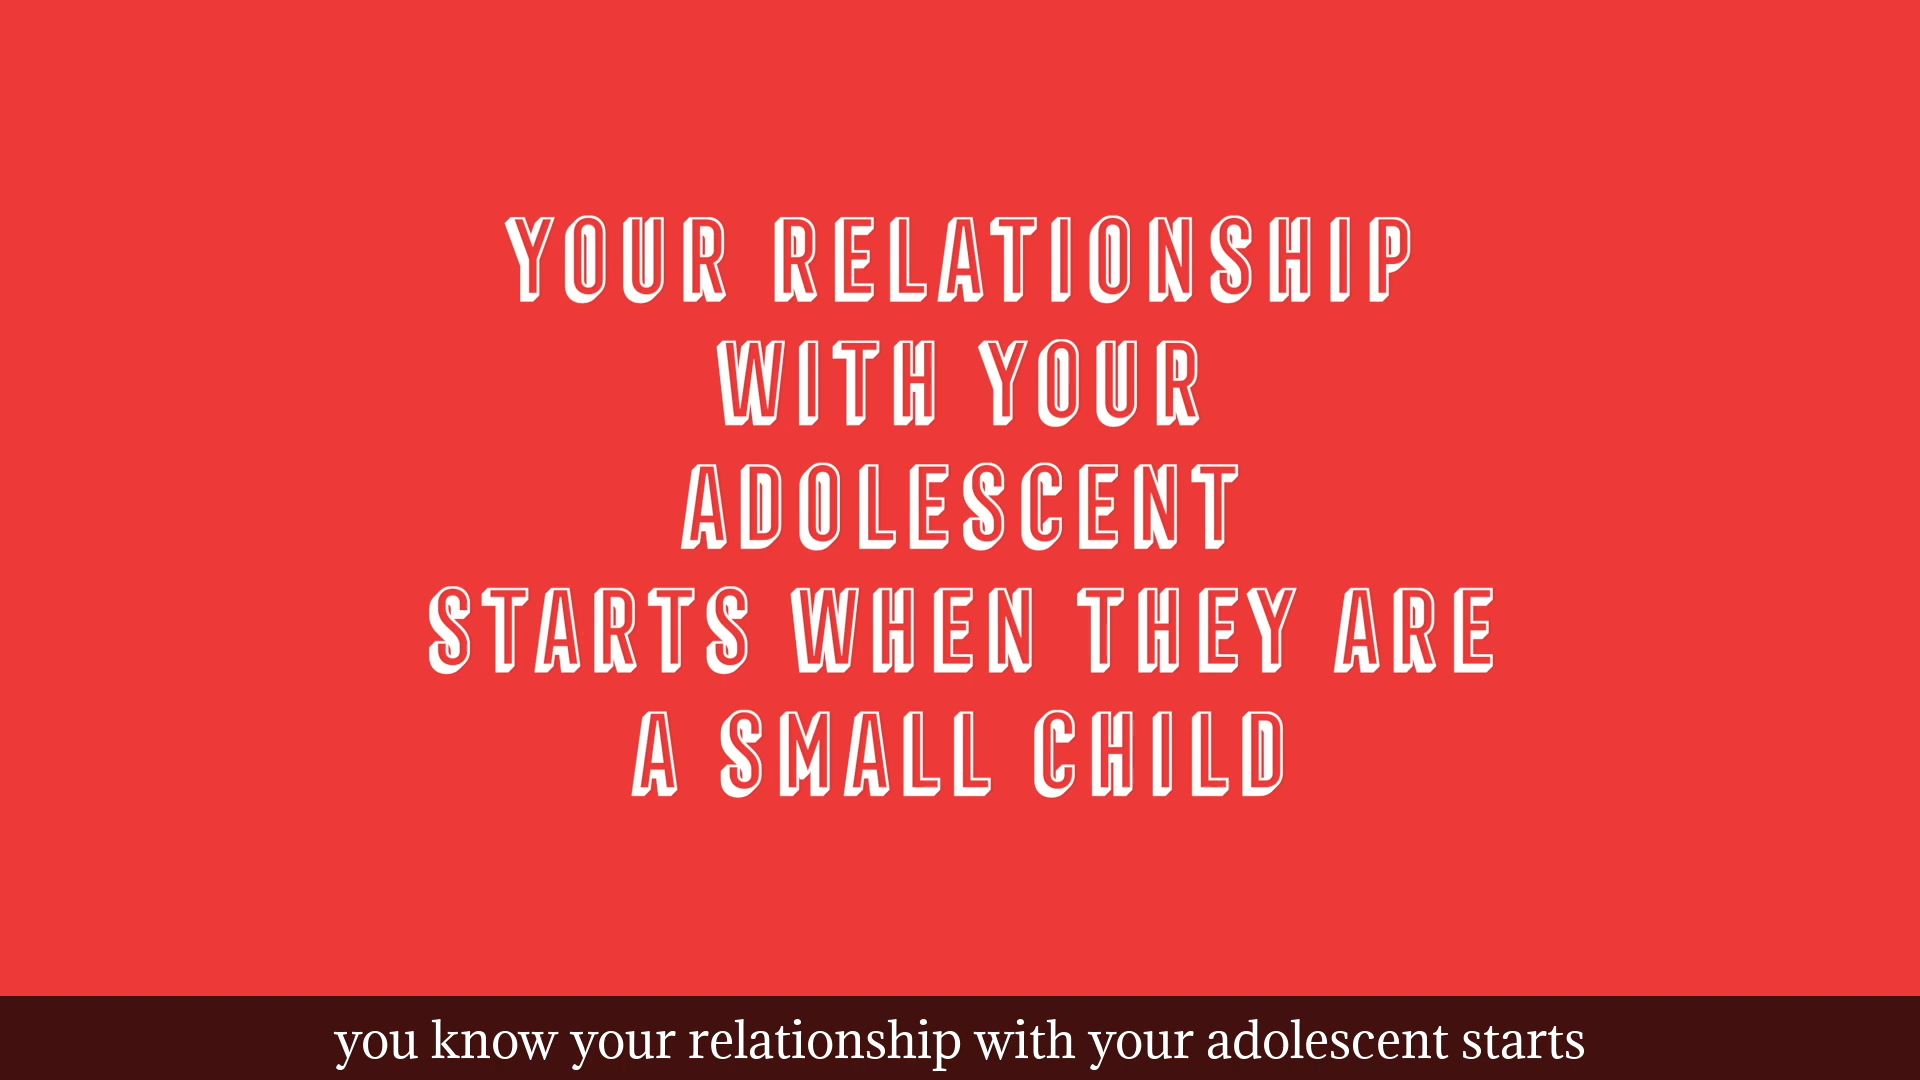 YOUR RELATIONSHIP
WITH YOUR
ADOLESCENT
STARTS WHEN THEY ARE
A SMALL CHILD
you know your relationship with your adolescent starts